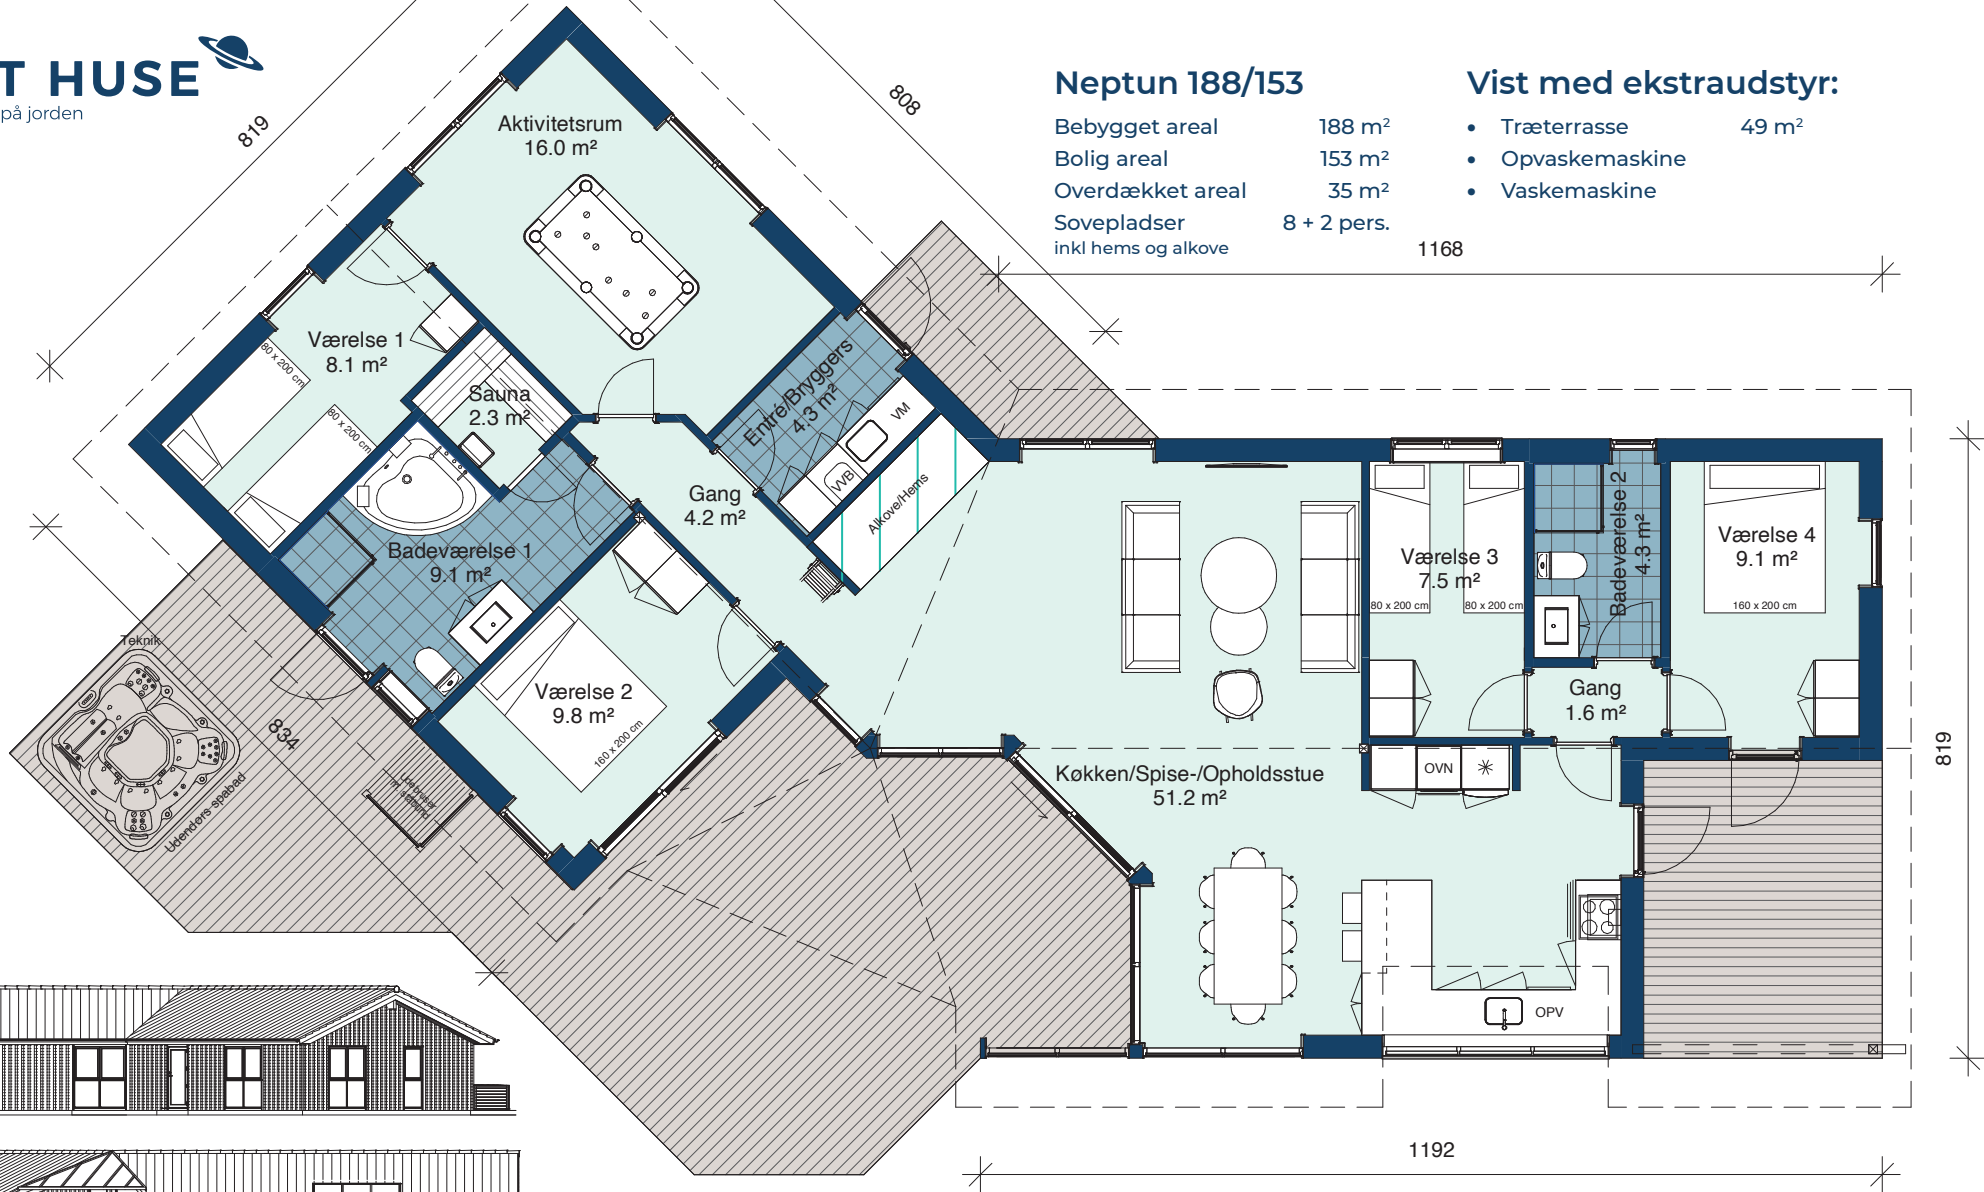 T HUSE
på jorden
Neptun 188/153
Bebygget areal 188 m²
Bolig areal 153 m²
Overdækket areal 35 m²
Sovepladser 8 + 2 pers.
inkl hems og alkove
Vist med ekstraudstyr:
• Træterrasse 49 m²
• Opvaskemaskine
• Vaskemaskine
819
808
1168
Aktivitetsrum
16.0 m²
Værelse 1
8.1 m²
80 x 200 cm
80 x 200 cm
Sauna
2.3 m²
Entré/Bryggers
4.3 m²
VM
VVB
Alkove/Hems
Gang
4.2 m²
Badeværelse 1
9.1 m²
Værelse 2
9.8 m²
160 x 200 cm
Teknik
Udendørs spabad
834
Køkken/Spise-/Opholdsstue
51.2 m²
Værelse 3
7.5 m²
80 x 200 cm
80 x 200 cm
Badeværelse 2
4.3 m²
Værelse 4
9.1 m²
160 x 200 cm
Gang
1.6 m²
OVN
OPV
819
1192